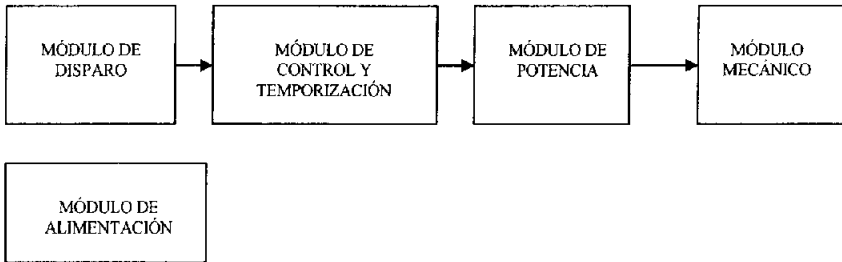 MÓDULO DE
DISPARO
MÓDULO DE
CONTROL Y
TEMPORIZACIÓN
MÓDULO DE
POTENCIA
MÓDULO
MECÁNICO
MÓDULO DE
ALIMENTACIÓN